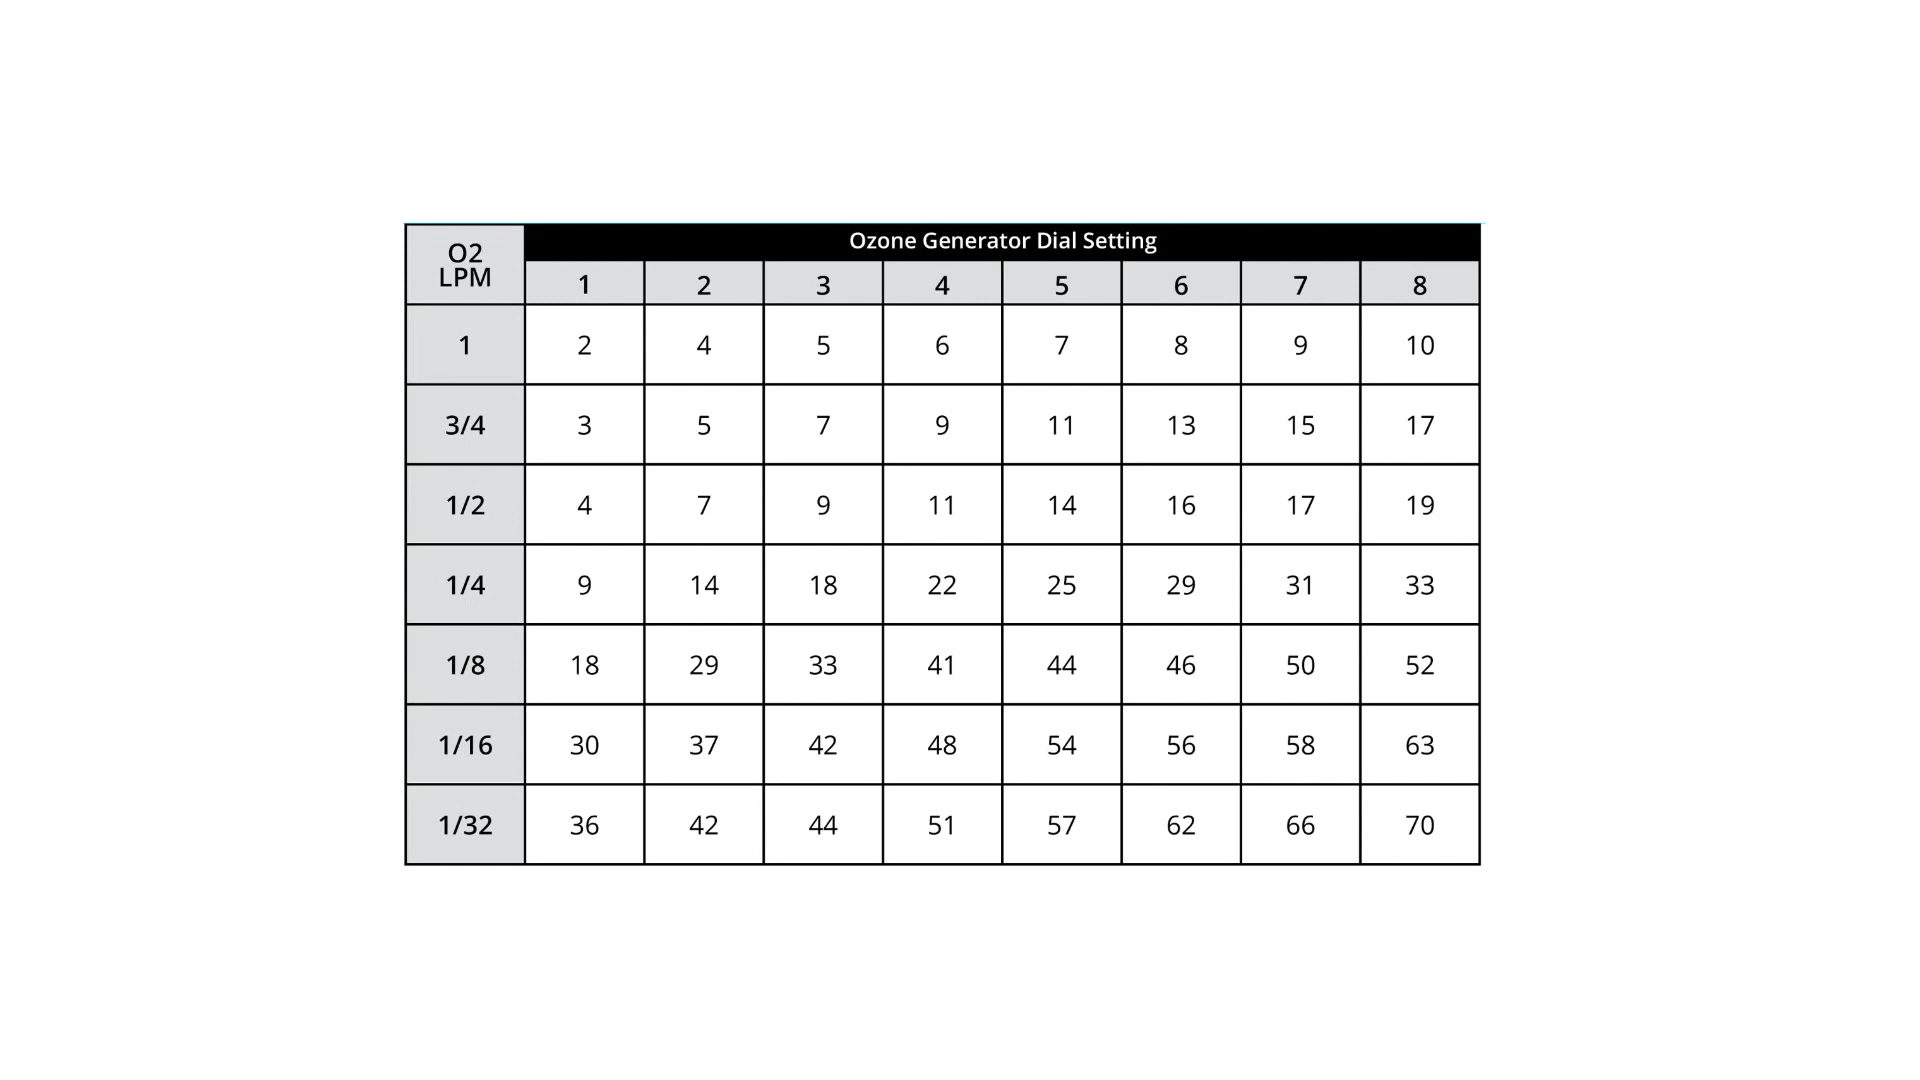 O2
LPM
Ozone Generator Dial Setting
1 2 3 4 5 6 7 8
1 2 4 5 6 7 8 9 10
3/4 3 5 7 9 11 13 15 17
1/2 4 7 9 11 14 16 17 19
1/4 9 14 18 22 25 29 31 33
1/8 18 29 33 41 44 46 50 52
1/16 30 37 42 48 54 56 58 63
1/32 36 42 44 51 57 62 66 70